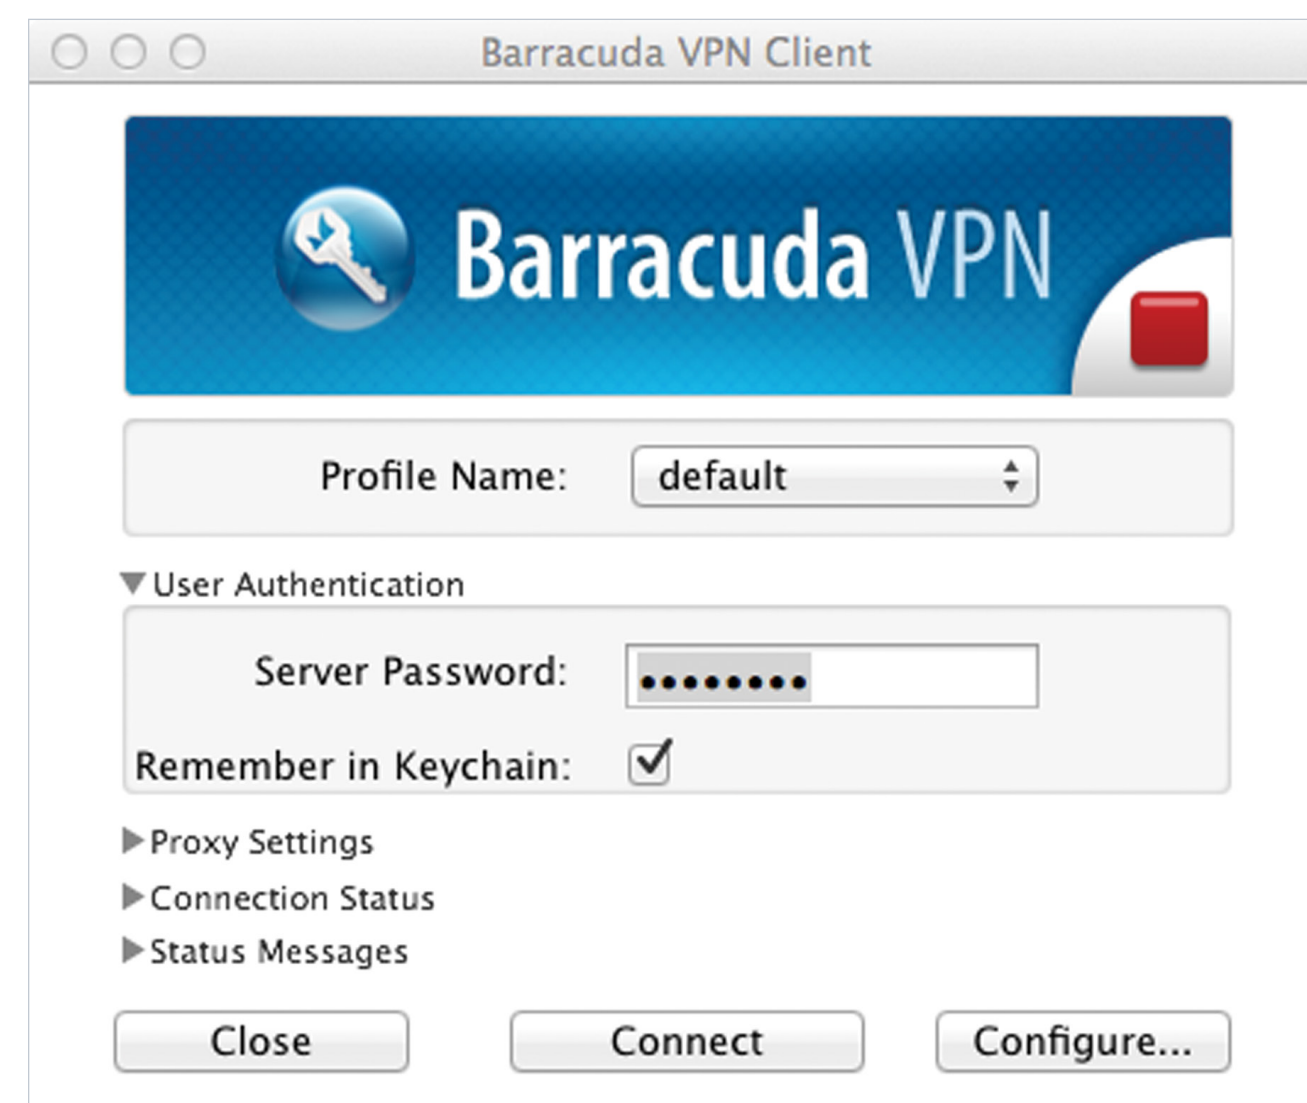 Barracuda VPN Client
Barracuda VPN
Profile Name: default
User Authentication
Server Password: ••••••••
Remember in Keychain:
Proxy Settings
Connection Status
Status Messages
Close Connect Configure...